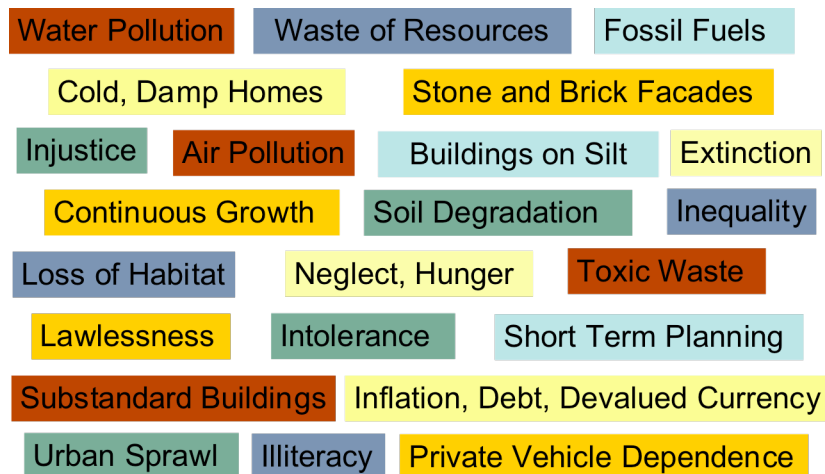 Water Pollution
Waste of Resources
Fossil Fuels
Cold, Damp Homes
Stone and Brick Facades
Injustice
Air Pollution
Buildings on Silt
Extinction
Continuous Growth
Soil Degradation
Inequality
Loss of Habitat
Neglect, Hunger
Toxic Waste
Lawlessness
Intolerance
Short Term Planning
Substandard Buildings
Inflation, Debt, Devalued Currency
Urban Sprawl
Illiteracy
Private Vehicle Dependence